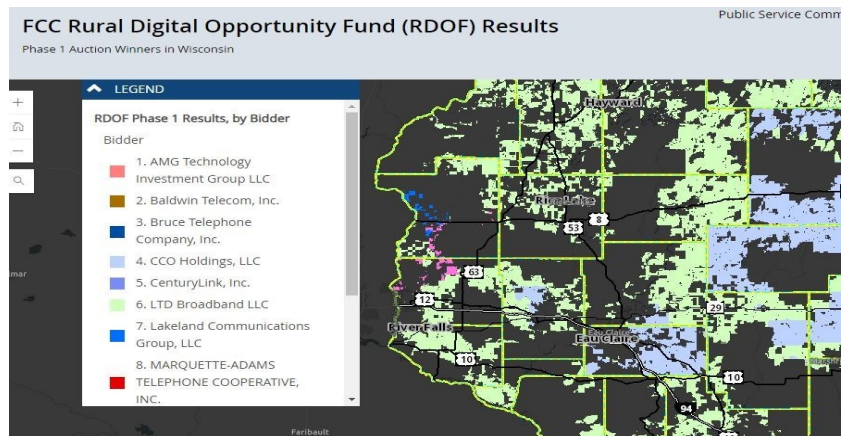 Public Service Comm
FCC Rural Digital Opportunity Fund (RDOF) Results
Phase 1 Auction Winners in Wisconsin
LEGEND
RDOF Phase 1 Results, by Bidder
Bidder
1. AMG Technology
Investment Group LLC
2. Baldwin Telecom, Inc.
3. Bruce Telephone
Company, Inc.
4. CCO Holdings, LLC
5. CenturyLink, Inc.
6. LTD Broadband LLC
7. Lakeland Communications
Group, LLC
8. MARQUETTE-ADAMS
TELEPHONE COOPERATIVE,
INC.
Hayward
Rice Lake
8
53
63
12
29
River Falls
Eau Claire
Eau Claire
10
10
94
Faribault
mar